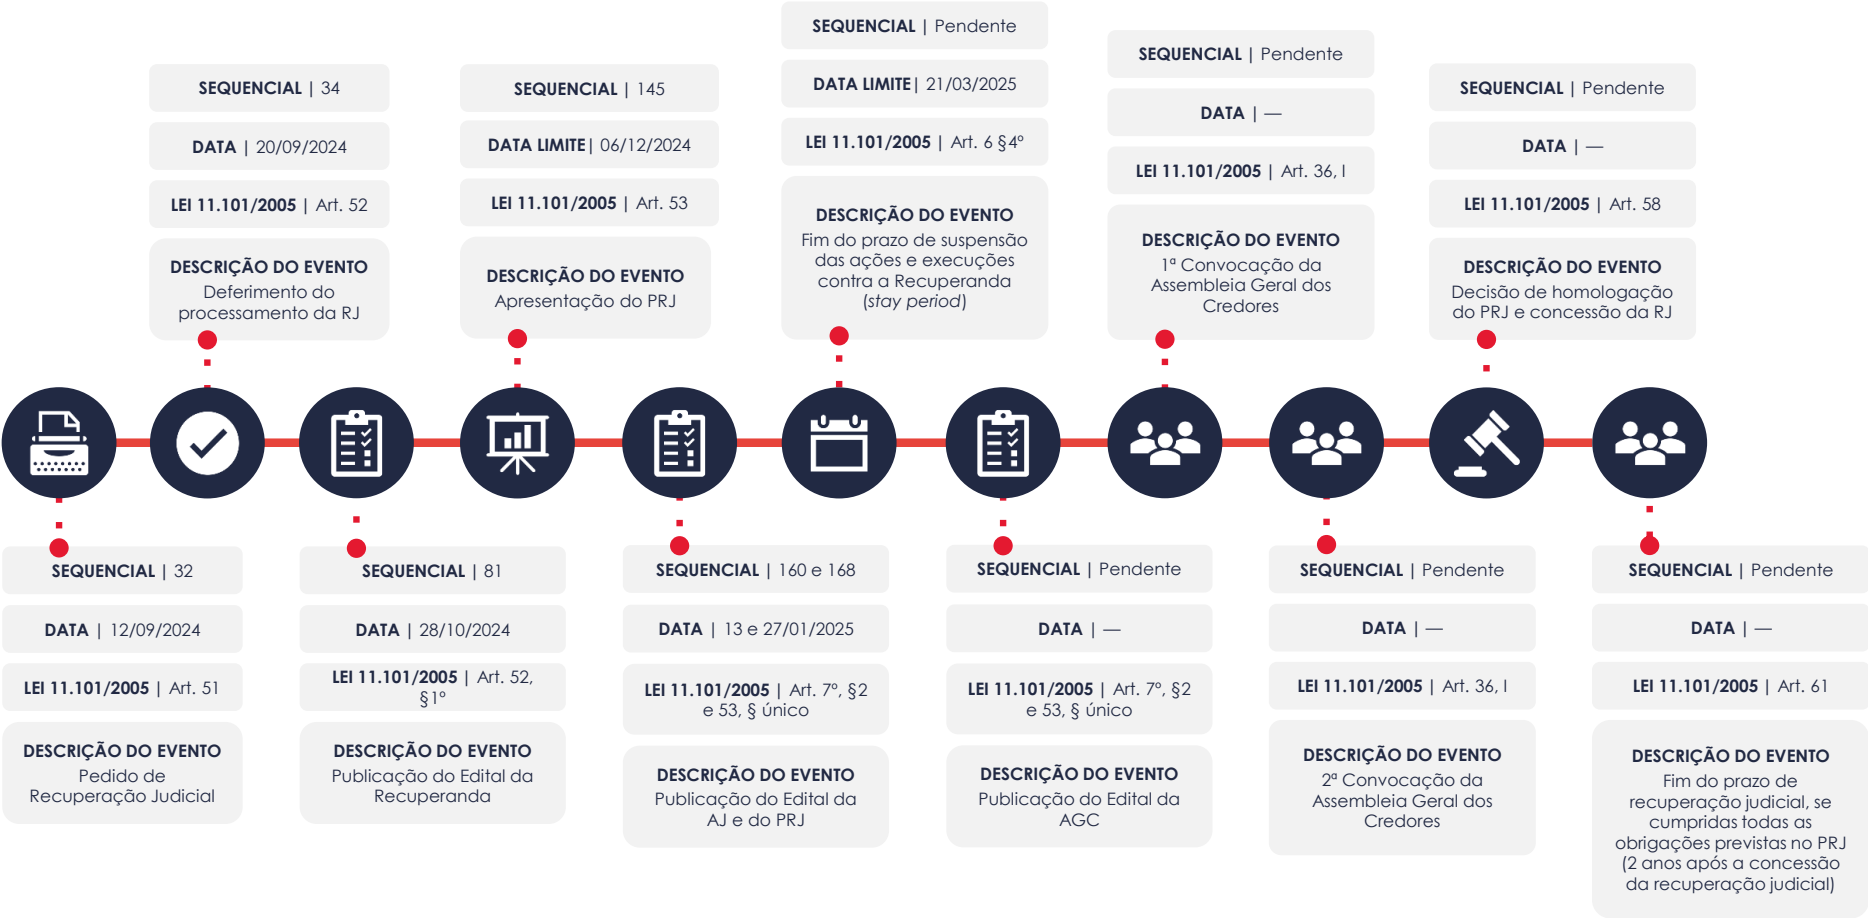 SEQUENCIAL | 32
DATA | 12/09/2024
LEI 11.101/2005 | Art. 51
DESCRIÇÃO DO EVENTO
Pedido de
Recuperação Judicial
SEQUENCIAL | 34
DATA | 20/09/2024
LEI 11.101/2005 | Art. 52
DESCRIÇÃO DO EVENTO
Deferimento do
processamento da RJ
SEQUENCIAL | 81
DATA | 28/10/2024
LEI 11.101/2005 | Art. 52,
§1º
DESCRIÇÃO DO EVENTO
Publicação do Edital da
Recuperanda
SEQUENCIAL | 145
DATA LIMITE| 06/12/2024
LEI 11.101/2005 | Art. 53
DESCRIÇÃO DO EVENTO
Apresentação do PRJ
SEQUENCIAL | 160 e 168
DATA | 13 e 27/01/2025
LEI 11.101/2005 | Art. 7º, §2
e 53, § único
DESCRIÇÃO DO EVENTO
Publicação do Edital da
AJ e do PRJ
SEQUENCIAL | Pendente
DATA LIMITE| 21/03/2025
LEI 11.101/2005 | Art. 6 §4º
DESCRIÇÃO DO EVENTO
Fim do prazo de suspensão
das ações e execuções
contra a Recuperanda
(stay period)
SEQUENCIAL | Pendente
DATA | —
LEI 11.101/2005 | Art. 7º, §2
e 53, § único
DESCRIÇÃO DO EVENTO
Publicação do Edital da
AGC
SEQUENCIAL | Pendente
DATA | —
LEI 11.101/2005 | Art. 36, I
DESCRIÇÃO DO EVENTO
1ª Convocação da
Assembleia Geral dos
Credores
SEQUENCIAL | Pendente
DATA | —
LEI 11.101/2005 | Art. 36, I
DESCRIÇÃO DO EVENTO
2ª Convocação da
Assembleia Geral dos
Credores
SEQUENCIAL | Pendente
DATA | —
LEI 11.101/2005 | Art. 58
DESCRIÇÃO DO EVENTO
Decisão de homologação
do PRJ e concessão da RJ
SEQUENCIAL | Pendente
DATA | —
LEI 11.101/2005 | Art. 61
DESCRIÇÃO DO EVENTO
Fim do prazo de
recuperação judicial, se
cumpridas todas as
obrigações previstas no PRJ
(2 anos após a concessão
da recuperação judicial)